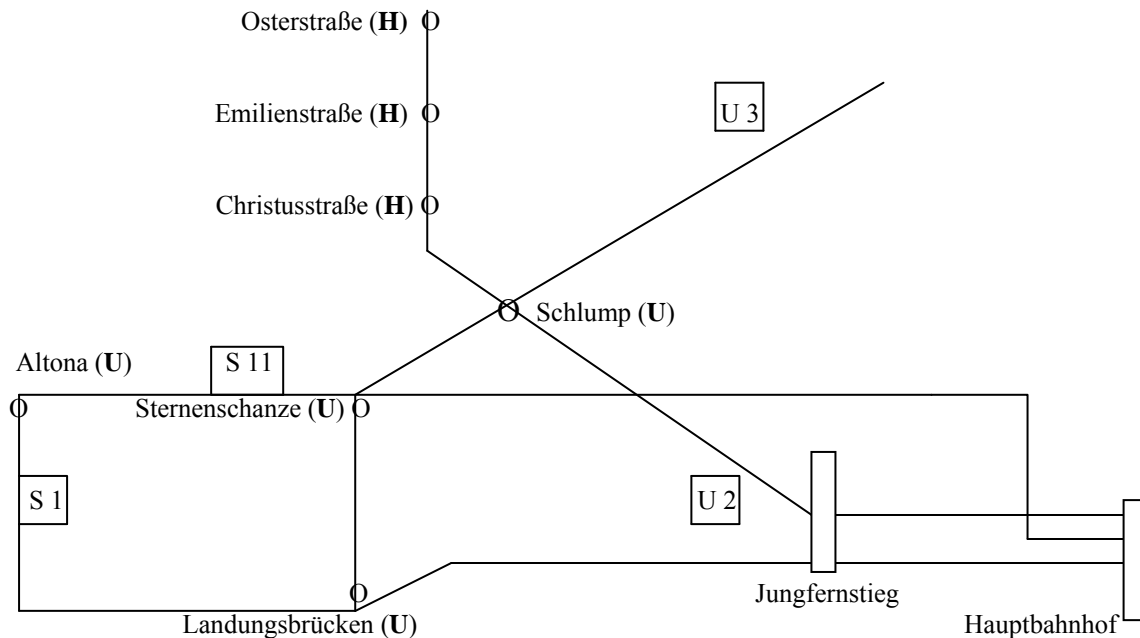 Osterstraße (H) O
Emilienstraße (H) O
U 3
Christusstraße (H) O
O Schlump (U)
Altona (U)
S 11
O
Sternenschanze (U) O
S 1
U 2
O
Jungfernstieg
Landungsbrücken (U)
Hauptbahnhof